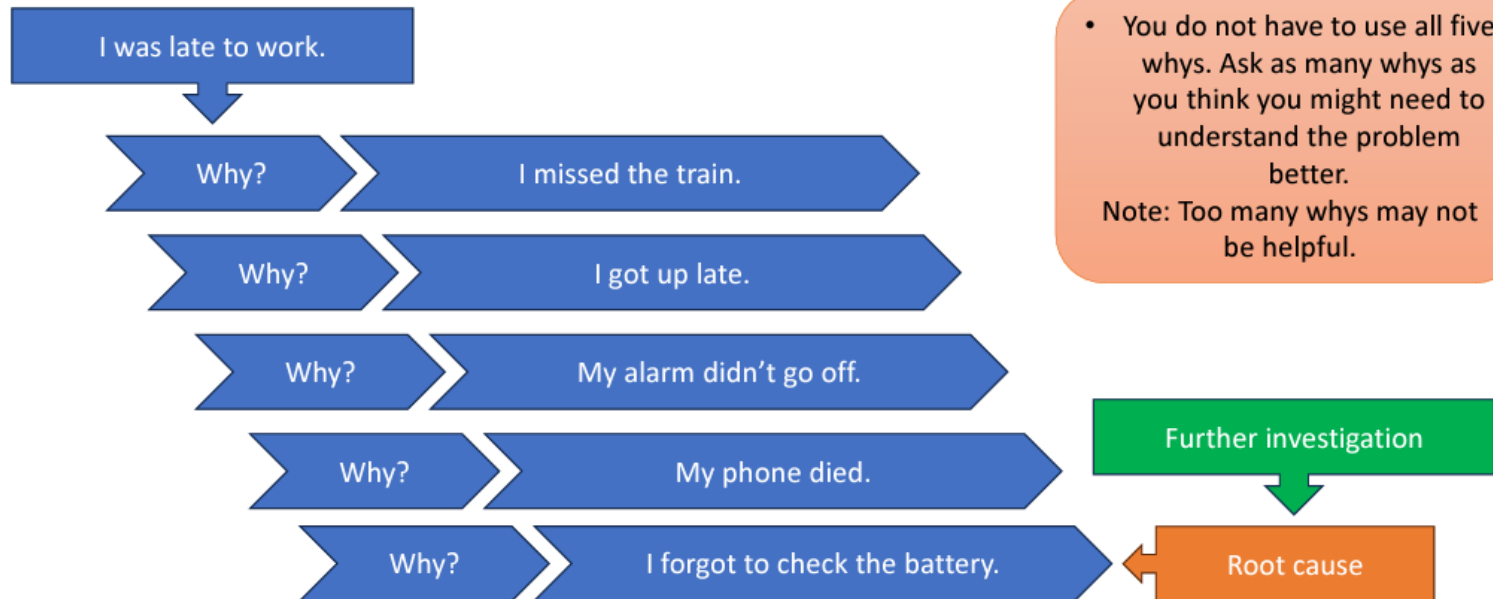 I was late to work.
Why?
I missed the train.
Why?
I got up late.
Why?
My alarm didn’t go off.
Why?
My phone died.
Why?
I forgot to check the battery.
• You do not have to use all five
whys. Ask as many whys as
you think you might need to
understand the problem
better.
Note: Too many whys may not
be helpful.
Further investigation
Root cause